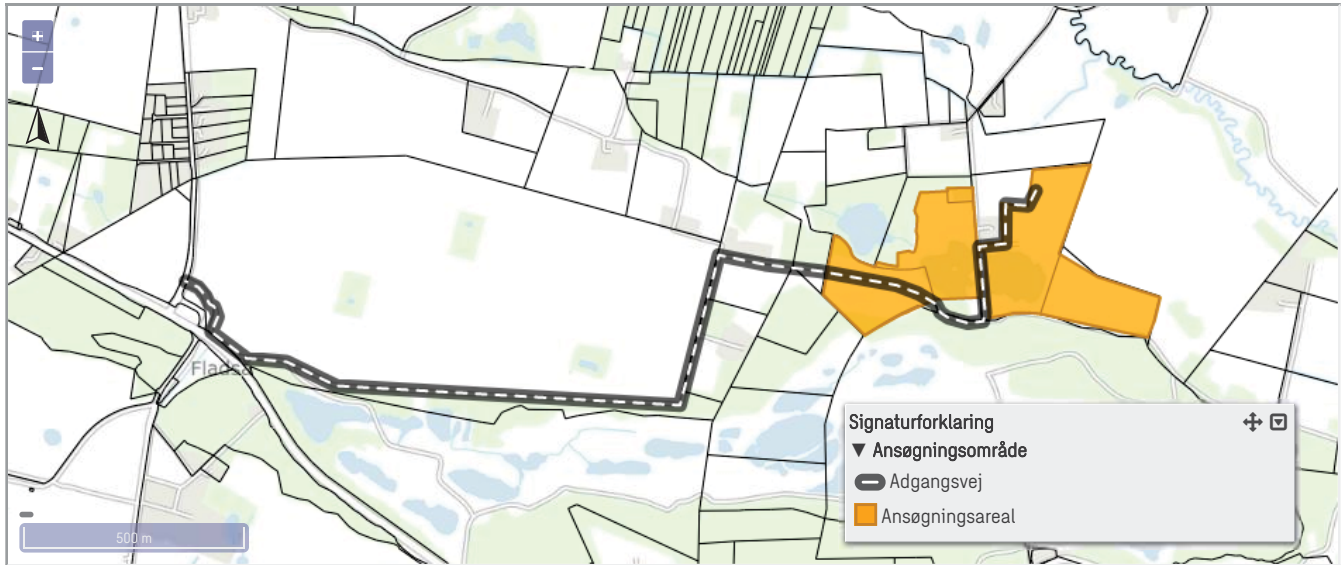 +
−
Fladså
Signaturforklaring
▼ Ansøgningsområde
Adgangsvej
Ansøgningsareal
500 m